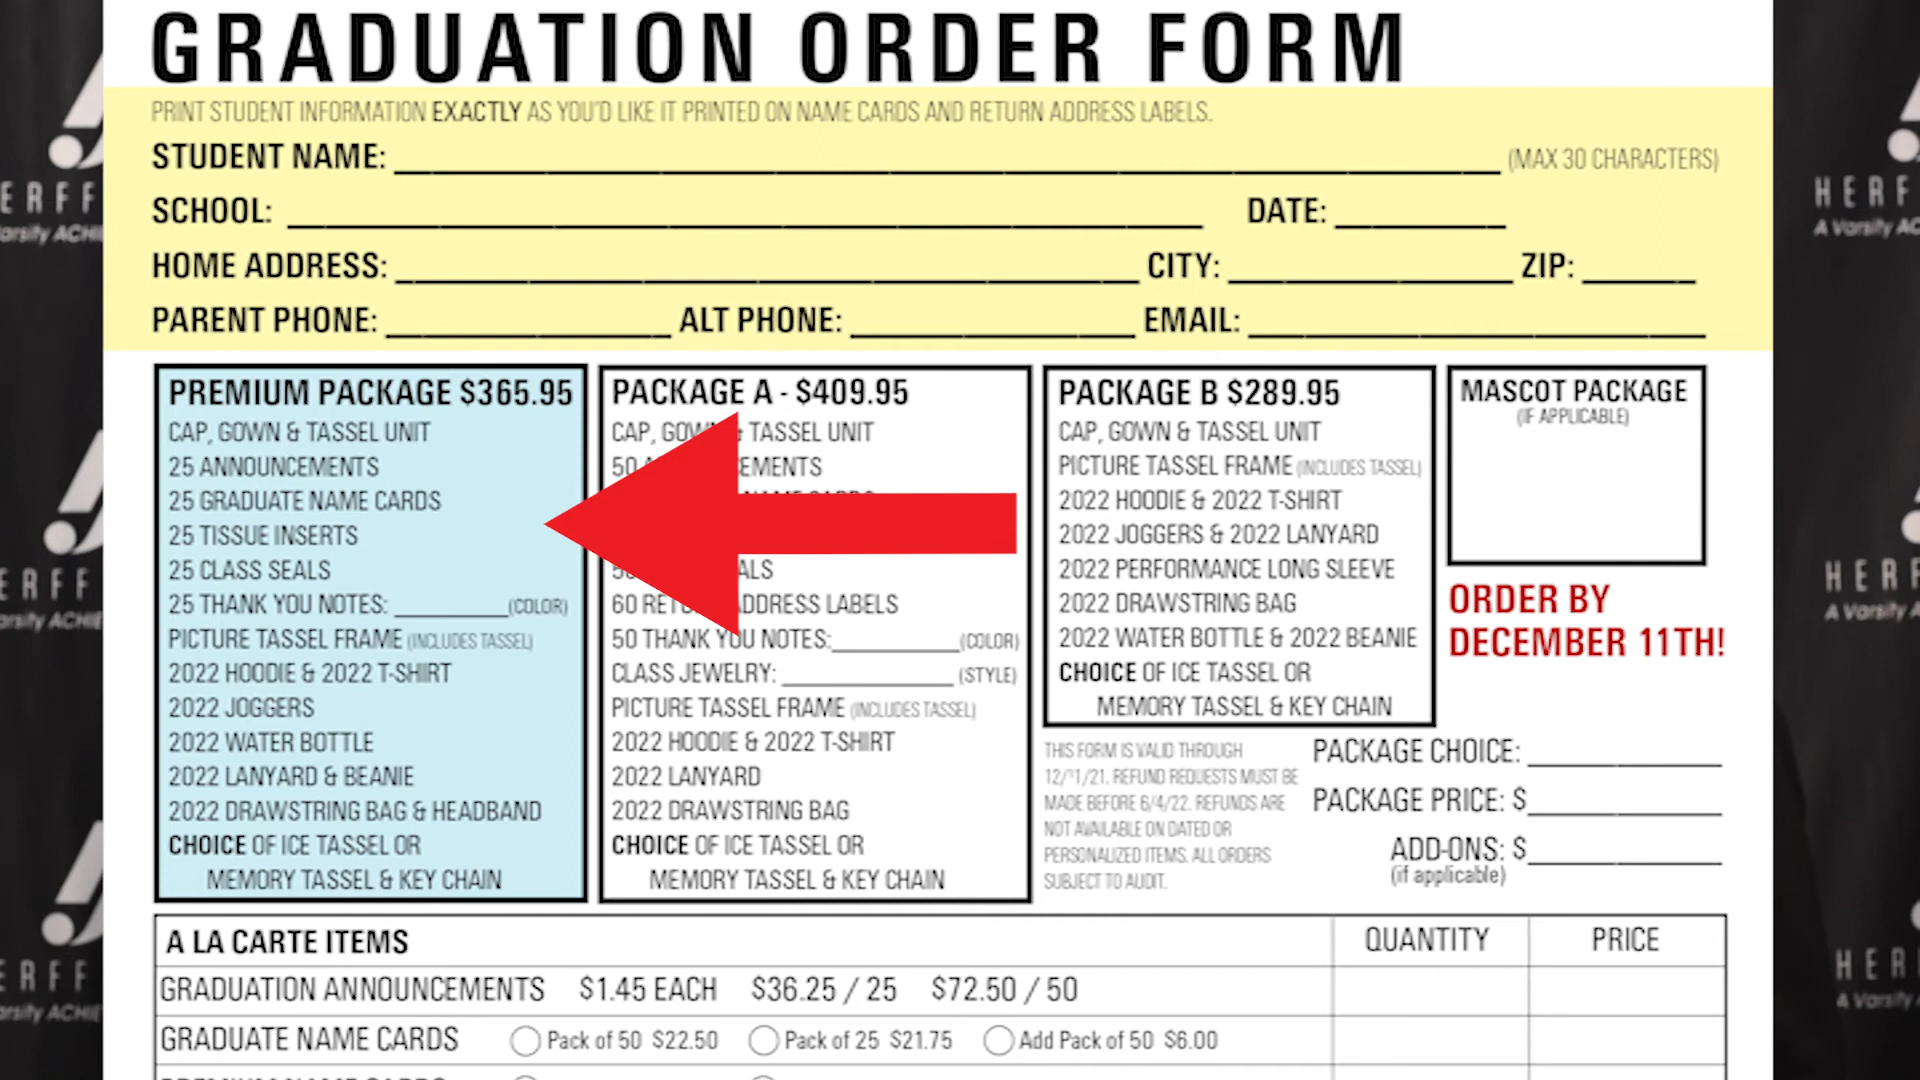 GRADUATION ORDER FORM
PRINT STUDENT INFORMATION EXACTLY AS YOU'D LIKE IT PRINTED ON NAME CARDS AND RETURN ADDRESS LABELS.
STUDENT NAME: (MAX 30 CHARACTERS)
SCHOOL: DATE:
HOME ADDRESS: CITY: ZIP:
PARENT PHONE: ALT PHONE: EMAIL:
PREMIUM PACKAGE $365.95
CAP, GOWN & TASSEL UNIT
25 ANNOUNCEMENTS
25 GRADUATE NAME CARDS
25 TISSUE INSERTS
25 CLASS SEALS
25 THANK YOU NOTES: (COLOR)
PICTURE TASSEL FRAME (INCLUDES TASSEL)
2022 HOODIE & 2022 T-SHIRT
2022 JOGGERS
2022 WATER BOTTLE
2022 LANYARD & BEANIE
2022 DRAWSTRING BAG & HEADBAND
CHOICE OF ICE TASSEL OR
MEMORY TASSEL & KEY CHAIN
PACKAGE A - $409.95
CAP, GOWN & TASSEL UNIT
50
60 ADDRESS LABELS
50 THANK YOU NOTES: (COLOR)
CLASS JEWELRY: (STYLE)
PICTURE TASSEL FRAME (INCLUDES TASSEL)
2022 HOODIE & 2022 T-SHIRT
2022 LANYARD
2022 DRAWSTRING BAG
CHOICE OF ICE TASSEL OR
MEMORY TASSEL & KEY CHAIN
PACKAGE B $289.95
CAP, GOWN & TASSEL UNIT
PICTURE TASSEL FRAME (INCLUDES TASSEL)
2022 HOODIE & 2022 T-SHIRT
2022 JOGGERS & 2022 LANYARD
2022 PERFORMANCE LONG SLEEVE
2022 DRAWSTRING BAG
2022 WATER BOTTLE & 2022 BEANIE
CHOICE OF ICE TASSEL OR
MEMORY TASSEL & KEY CHAIN
MASCOT PACKAGE
(IF APPLICABLE)
ORDER BY
DECEMBER 11TH!
THIS FORM IS VALID THROUGH
12/11/21. REFUND REQUESTS MUST BE
MADE BEFORE 6/4/22. REFUNDS ARE
NOT AVAILABLE ON DATED OR
PERSONALIZED ITEMS. ALL ORDERS
SUBJECT TO AUDIT.
PACKAGE CHOICE:
PACKAGE PRICE: $
ADD-ONS: $
(if applicable)
A LA CARTE ITEMS QUANTITY PRICE
GRADUATION ANNOUNCEMENTS $1.45 EACH $36.25 / 25 $72.50 / 50
GRADUATE NAME CARDS Pack of 50 $22.50 Pack of 25 $21.75 Add Pack of 50 $6.00